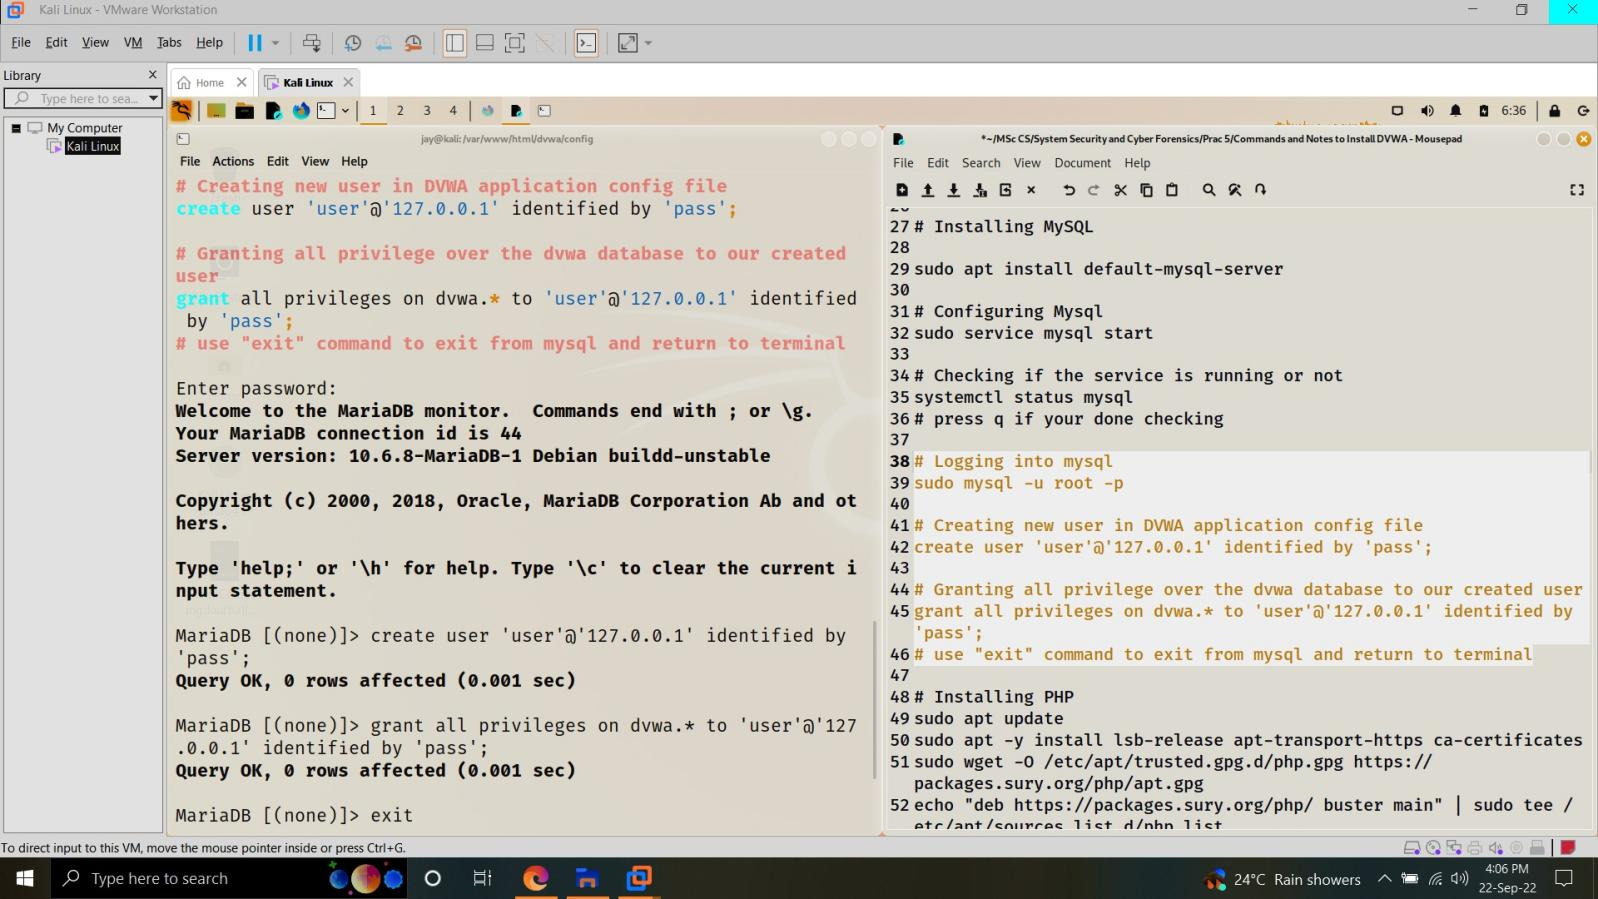 Kali Linux - VMware Workstation
File Edit View VM Tabs Help
Library
Type here to sea...
My Computer
Kali Linux
Home
Kali Linux
1 2 3 4
6:36
jay@kali: /var/www/html/dvwa/config
File Actions Edit View Help
# Creating new user in DVWA application config file
create user 'user'@'127.0.0.1' identified by 'pass';
# Granting all privilege over the dvwa database to our created
user
grant all privileges on dvwa.* to 'user'@'127.0.0.1' identified
by 'pass';
# use "exit" command to exit from mysql and return to terminal
Enter password:
Welcome to the MariaDB monitor.  Commands end with ; or \g.
Your MariaDB connection id is 44
Server version: 10.6.8-MariaDB-1 Debian buildd-unstable
Copyright (c) 2000, 2018, Oracle, MariaDB Corporation Ab and ot
hers.
Type 'help;' or '\h' for help. Type '\c' to clear the current i
nput statement.
MariaDB [(none)]> create user 'user'@'127.0.0.1' identified by
'pass';
Query OK, 0 rows affected (0.001 sec)
MariaDB [(none)]> grant all privileges on dvwa.* to 'user'@'127
.0.0.1' identified by 'pass';
Query OK, 0 rows affected (0.001 sec)
MariaDB [(none)]> exit
*~/MSc CS/System Security and Cyber Forensics/Prac 5/Commands and Notes to Install DVWA - Mousepad
File Edit Search View Document Help
26
27 # Installing MySQL
28
29 sudo apt install default-mysql-server
30
31 # Configuring Mysql
32 sudo service mysql start
33
34 # Checking if the service is running or not
35 systemctl status mysql
36 # press q if your done checking
37
38 # Logging into mysql
39 sudo mysql -u root -p
40
41 # Creating new user in DVWA application config file
42 create user 'user'@'127.0.0.1' identified by 'pass';
43
44 # Granting all privilege over the dvwa database to our created user
45 grant all privileges on dvwa.* to 'user'@'127.0.0.1' identified by
'pass';
46 # use "exit" command to exit from mysql and return to terminal
47
48 # Installing PHP
49 sudo apt update
50 sudo apt -y install lsb-release apt-transport-https ca-certificates
51 sudo wget -O /etc/apt/trusted.gpg.d/php.gpg https://
packages.sury.org/php/apt.gpg
52 echo "deb https://packages.sury.org/php/ buster main" | sudo tee /
etc/apt/sources.list.d/php.list
To direct input to this VM, move the mouse pointer inside or press Ctrl+G.
Type here to search
24°C Rain showers
4:06 PM
22-Sep-22